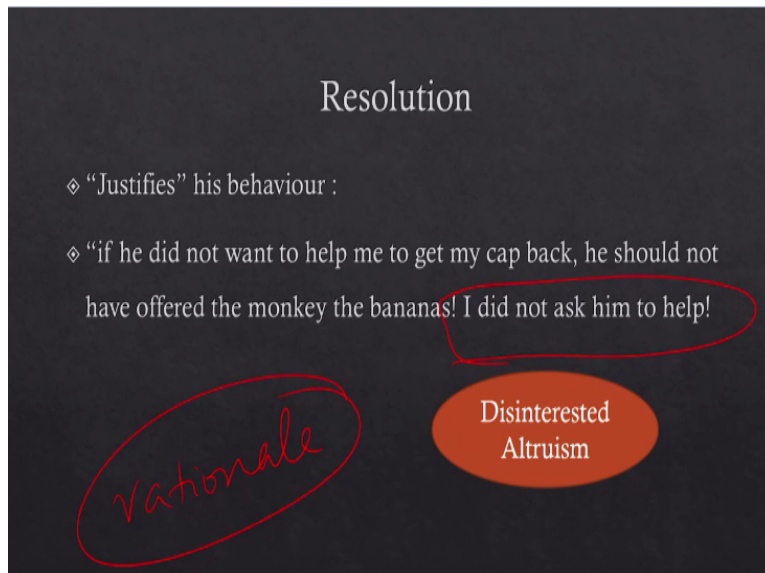 Resolution
“Justifies” his behaviour :
“if he did not want to help me to get my cap back, he should not
have offered the monkey the bananas! I did not ask him to help!
Disinterested
Altruism
rationale